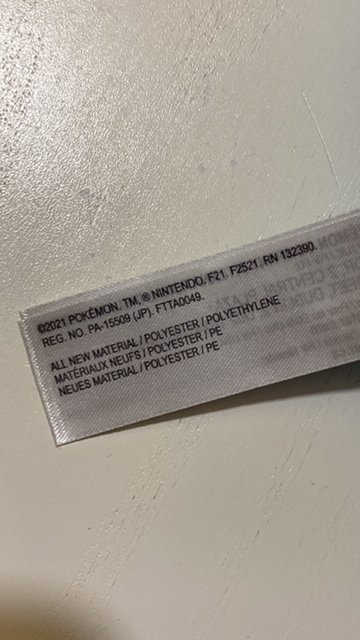 ©2021 POKÉMON. TM, ® NINTENDO. F21. F2521. RN 132390.
REG. NO. PA-15509 (JP). FTTA0049.
ALL NEW MATERIAL / POLYESTER / POLYETHYLENE
MATÉRIAUX NEUFS / POLYESTER / PE
NEUES MATERIAL / POLYESTER / PE